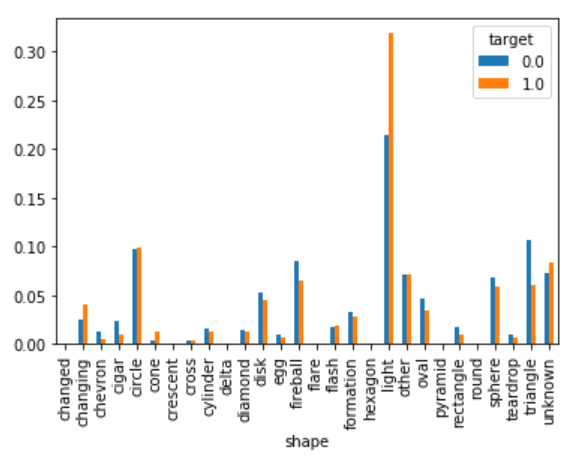 target
0.0
1.0
0.30
0.25
0.20
0.15
0.10
0.05
0.00
changed
changing
chevron
cigar
circle
cone
crescent
cross
cylinder
delta
diamond
disk
egg
fireball
flare
flash
formation
hexagon
light
other
oval
pyramid
rectangle
round
sphere
teardrop
triangle
unknown
shape